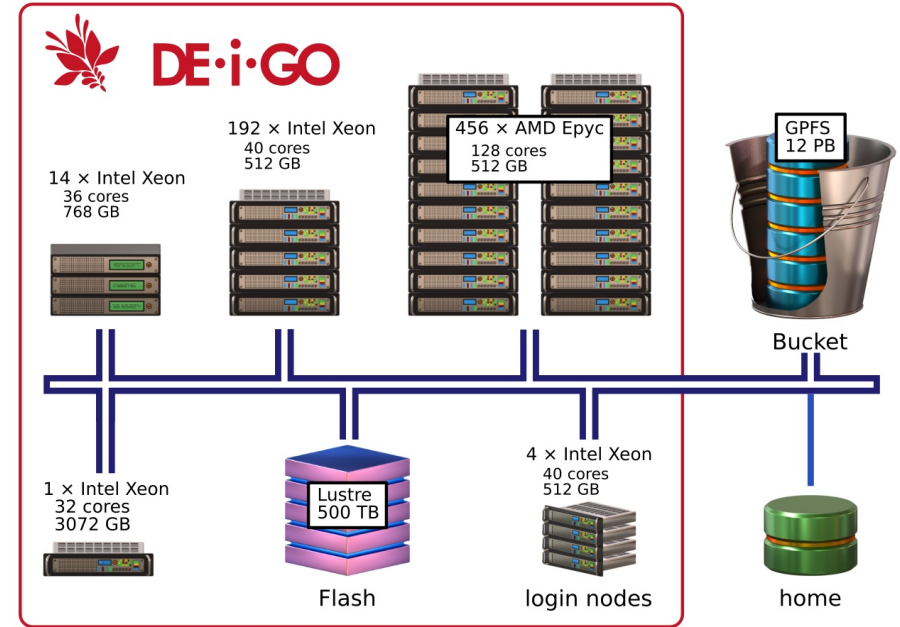 DE·i·GO
14 × Intel Xeon
36 cores
768 GB
192 × Intel Xeon
40 cores
512 GB
456 × AMD Epyc
128 cores
512 GB
GPFS
12 PB
Bucket
1 × Intel Xeon
32 cores
3072 GB
Lustre
500 TB
Flash
4 × Intel Xeon
40 cores
512 GB
login nodes
home